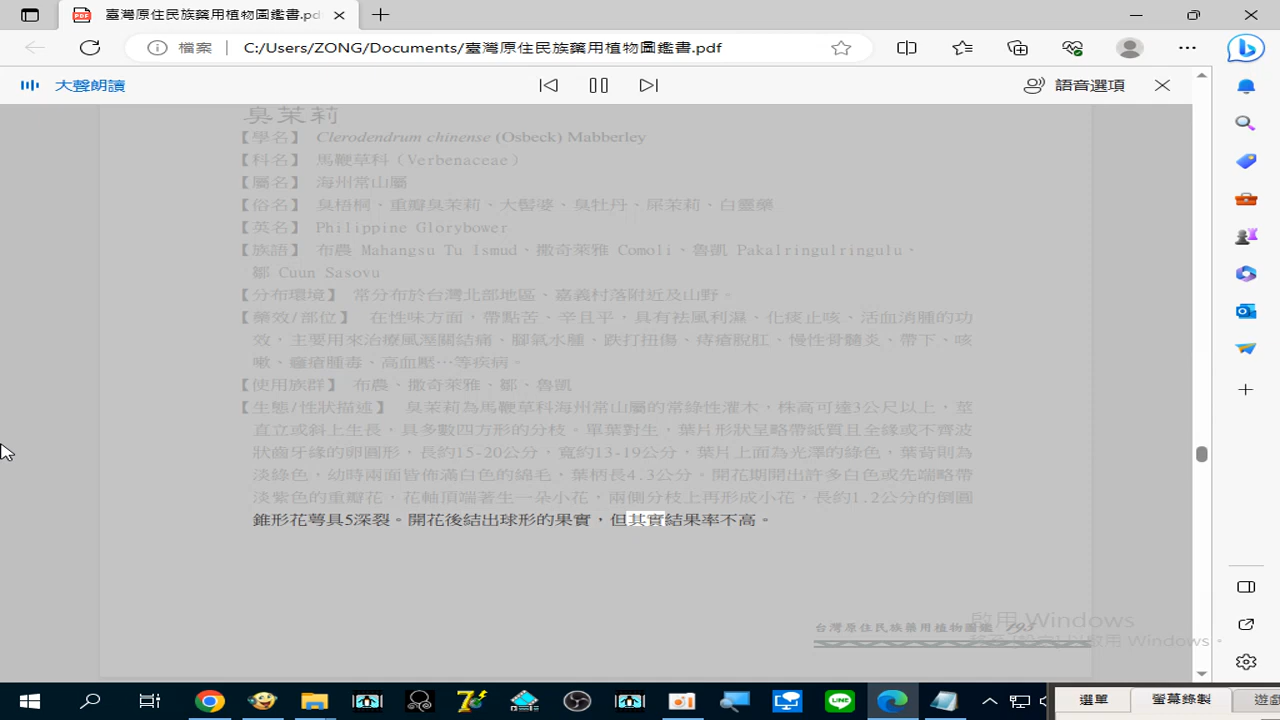 臺灣原住民族藥用植物圖鑑書.pdf
檔案
C:/Users/ZONG/Documents/臺灣原住民族藥用植物圖鑑書.pdf
大聲朗讀
語音選項
臭茉莉
【學名】 Clerodendrum chinense (Osbeck) Mabberley
【科名】 馬鞭草科（Verbenaceae）
【屬名】 海州常山屬
【俗名】 臭梧桐、重瓣臭茉莉、大髻婆、臭牡丹、屎茉莉、白靈藥
【英名】 Philippine Glorybower
【族語】 布農 Mahangsu Tu Ismud、撒奇萊雅 Comoli、魯凱 Pakalringulringulu、
鄒 Cuun Sasovu
【分布環境】 常分布於台灣北部地區、嘉義村落附近及山野。
【藥效/部位】 在性味方面，帶點苦、辛且平，具有袪風利濕、化痰止咳、活血消腫的功
效，主要用來治療風溼關結痛、腳氣水腫、跌打扭傷、痔瘡脫肛、慢性骨髓炎、帶下、咳
嗽、癰瘡腫毒、高血壓…等疾病。
【使用族群】 布農、撒奇萊雅、鄒、魯凱
【生態/性狀描述】 臭茉莉為馬鞭草科海州常山屬的常綠性灌木，株高可達3公尺以上，莖
直立或斜上生長，具多數四方形的分枝。單葉對生，葉片形狀呈略帶紙質且全緣或不齊波
狀齒牙緣的卵圓形，長約15-20公分，寬約13-19公分，葉片上面為光澤的綠色，葉背則為
淡綠色，幼時兩面皆佈滿白色的綿毛，葉柄長4.3公分。開花期開出許多白色或先端略帶
淡紫色的重瓣花，花軸頂端著生一朵小花，兩側分枝上再形成小花，長約1.2公分的倒圓
錐形花萼具5深裂。開花後結出球形的果實，但其實結果率不高。
啟用 Windows
台灣原住民族藥用植物圖鑑 195
移至 [設定] 以啟用 Windows。
選單
螢幕錄製
遊戲